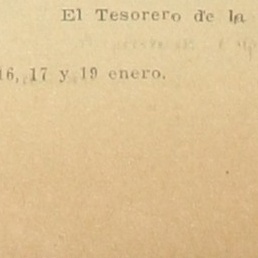 El Tesorero de la
16, 17 y 19 enero.